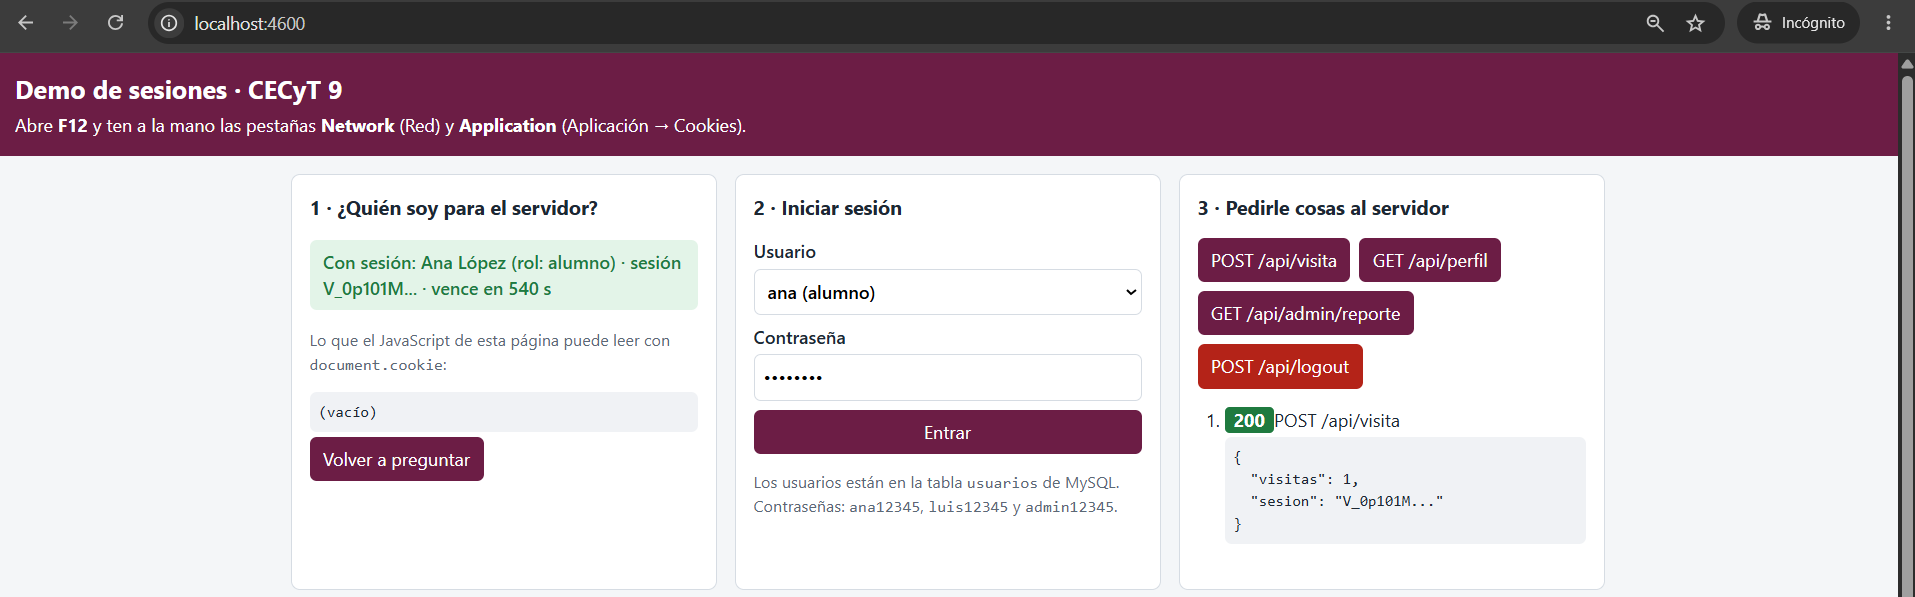 localhost:4600
Incógnito
Demo de sesiones · CECyT 9
Abre F12 y ten a la mano las pestañas Network (Red) y Application (Aplicación → Cookies).
1 · ¿Quién soy para el servidor?
Con sesión: Ana López (rol: alumno) · sesión
V_0p101M... · vence en 540 s
Lo que el JavaScript de esta página puede leer con
document.cookie:
(vacío)
Volver a preguntar
2 · Iniciar sesión
Usuario
ana (alumno)
Contraseña
••••••••
Entrar
Los usuarios están en la tabla usuarios de MySQL.
Contraseñas: ana12345, luis12345 y admin12345.
3 · Pedirle cosas al servidor
POST /api/visita
GET /api/perfil
GET /api/admin/reporte
POST /api/logout
1. 200 POST /api/visita
{
"visitas": 1,
"sesion": "V_0p101M..."
}